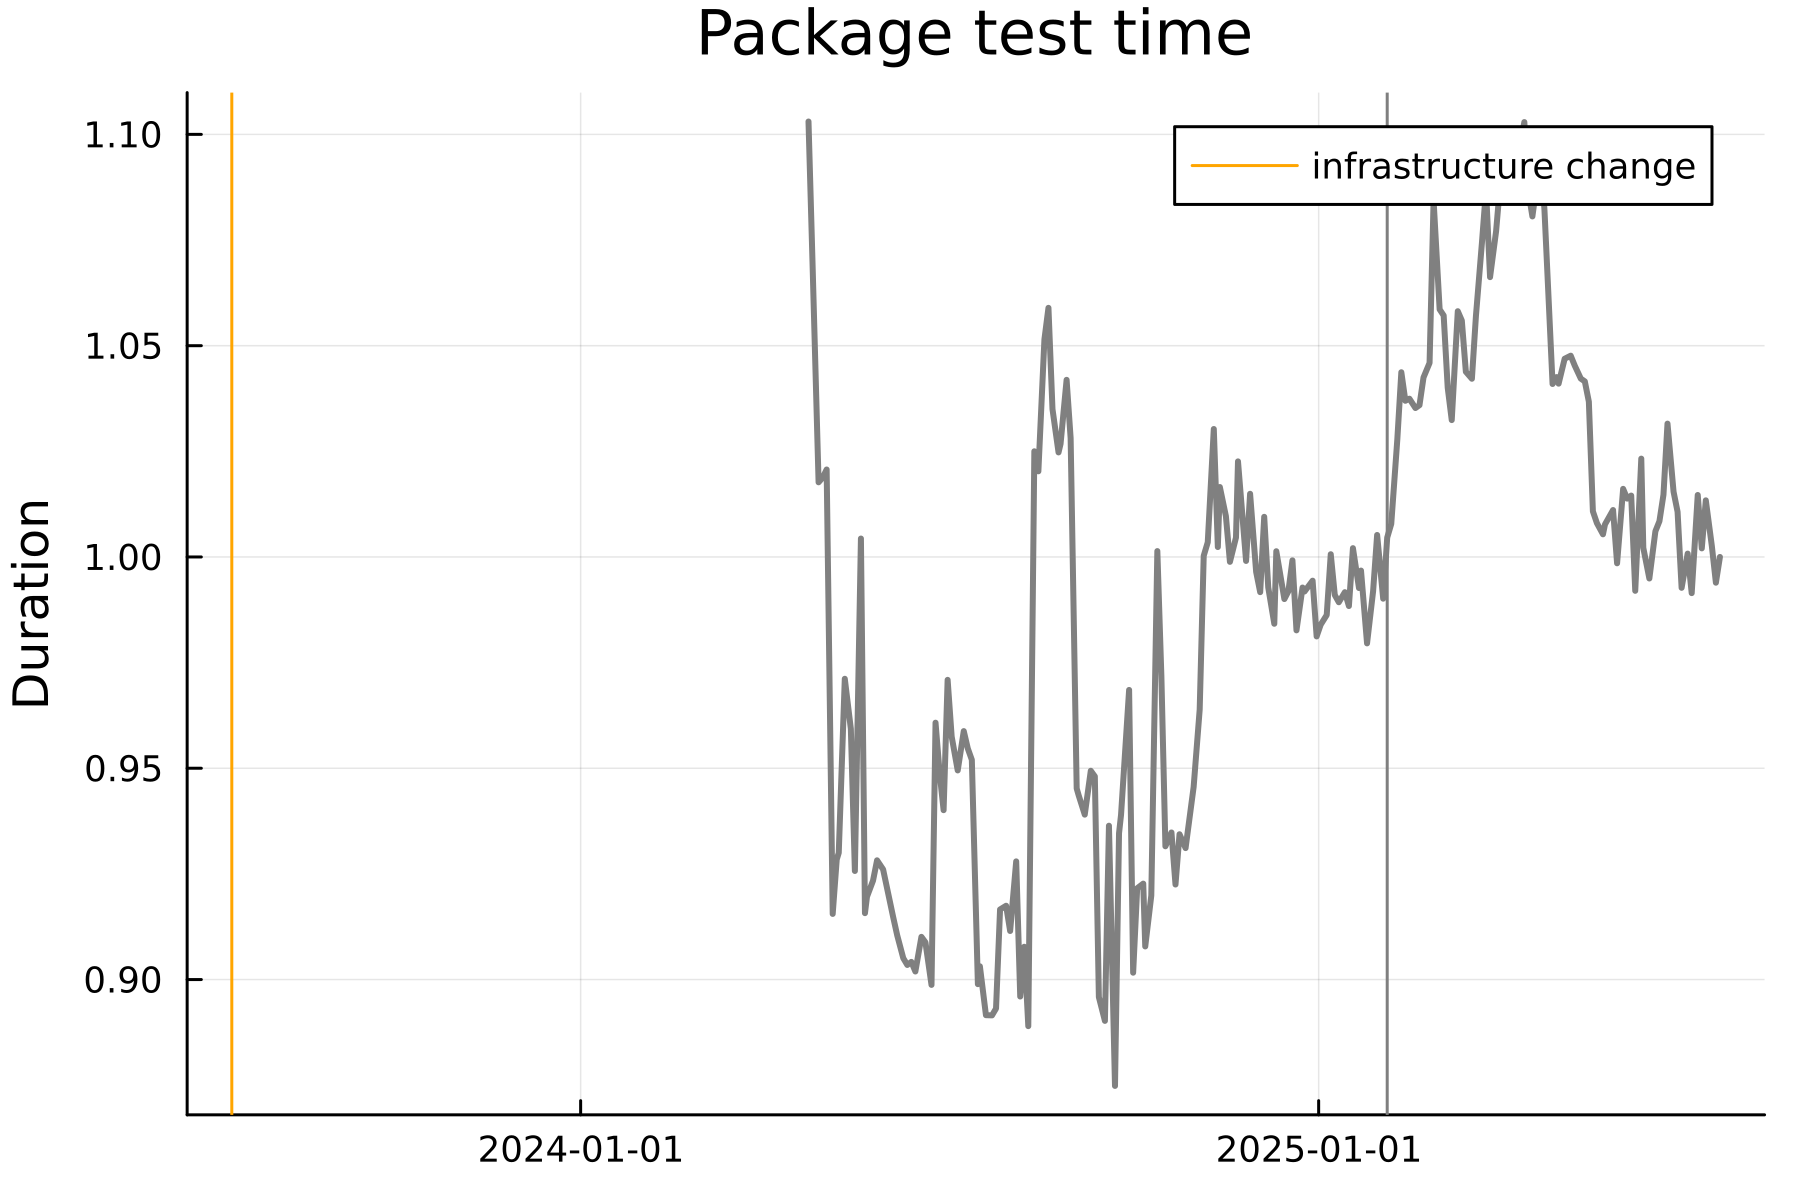 Package test time
1.10
infrastructure change
1.05
1.00
0.95
0.90
Duration
2024-01-01
2025-01-01